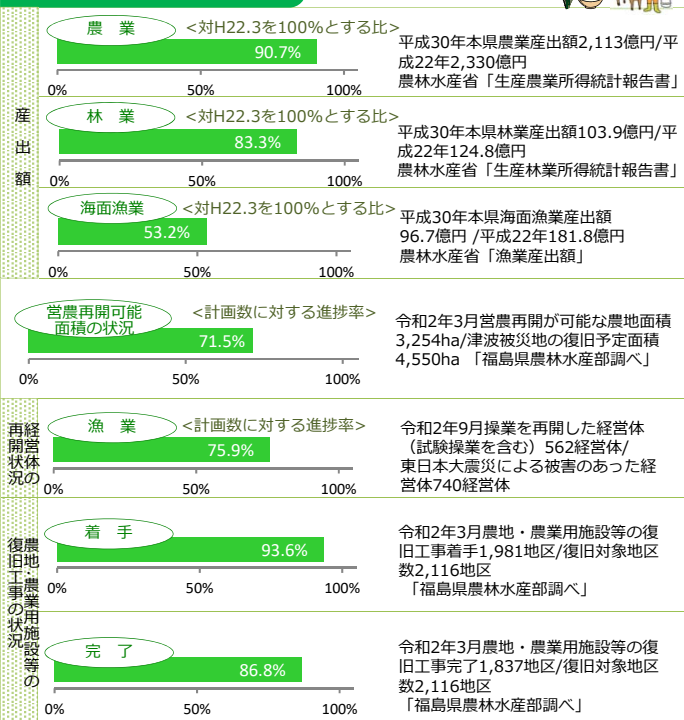 産出額
農　業
<対H22.3を100%とする比>
90.7%
0%
50%
100%
平成30年本県農業産出額2,113億円/平
成22年2,330億円
農林水産省「生産農業所得統計報告書」
林　業
<対H22.3を100%とする比>
83.3%
0%
50%
100%
平成30年本県林業産出額103.9億円/平
成22年124.8億円
農林水産省「生産林業所得統計報告書」
海面漁業
<対H22.3を100%とする比>
53.2%
0%
50%
100%
平成30年本県海面漁業産出額
96.7億円 /平成22年181.8億円
農林水産省「漁業産出額」
営農再開可能
面積の状況
<計画数に対する進捗率>
71.5%
0%
50%
100%
令和2年3月営農再開が可能な農地面積
3,254ha/津波被災地の復旧予定面積
4,550ha 「福島県農林水産部調べ」
経営体の
再開状況
漁　業
<計画数に対する進捗率>
75.9%
0%
50%
100%
令和2年9月操業を再開した経営体
（試験操業を含む）562経営体/
東日本大震災による被害のあった経
営体740経営体
農地・農業用施設等の
復旧工事の状況
着　手
93.6%
0%
50%
100%
令和2年3月農地・農業用施設等の復
旧工事着手1,981地区/復旧対象地区
数2,116地区
「福島県農林水産部調べ」
完　了
86.8%
0%
50%
100%
令和2年3月農地・農業用施設等の復
旧工事完了1,837地区/復旧対象地区
数2,116地区
「福島県農林水産部調べ」